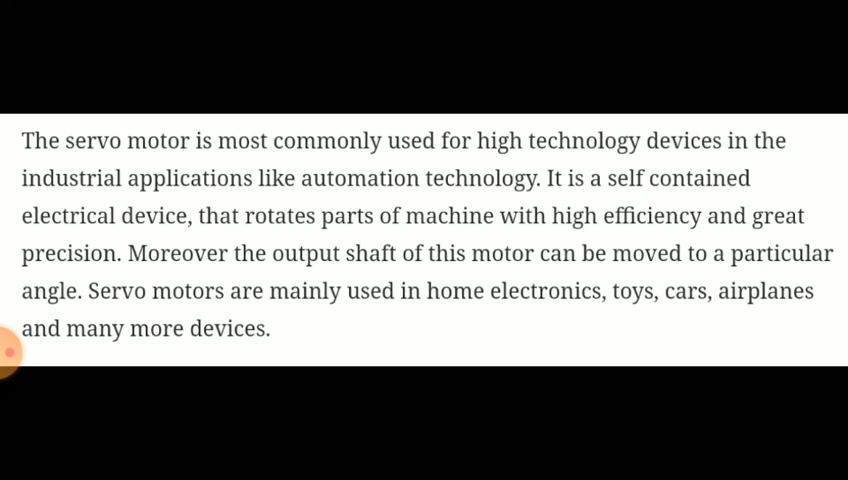 The servo motor is most commonly used for high technology devices in the
industrial applications like automation technology. It is a self contained
electrical device, that rotates parts of machine with high efficiency and great
precision. Moreover the output shaft of this motor can be moved to a particular
angle. Servo motors are mainly used in home electronics, toys, cars, airplanes
and many more devices.